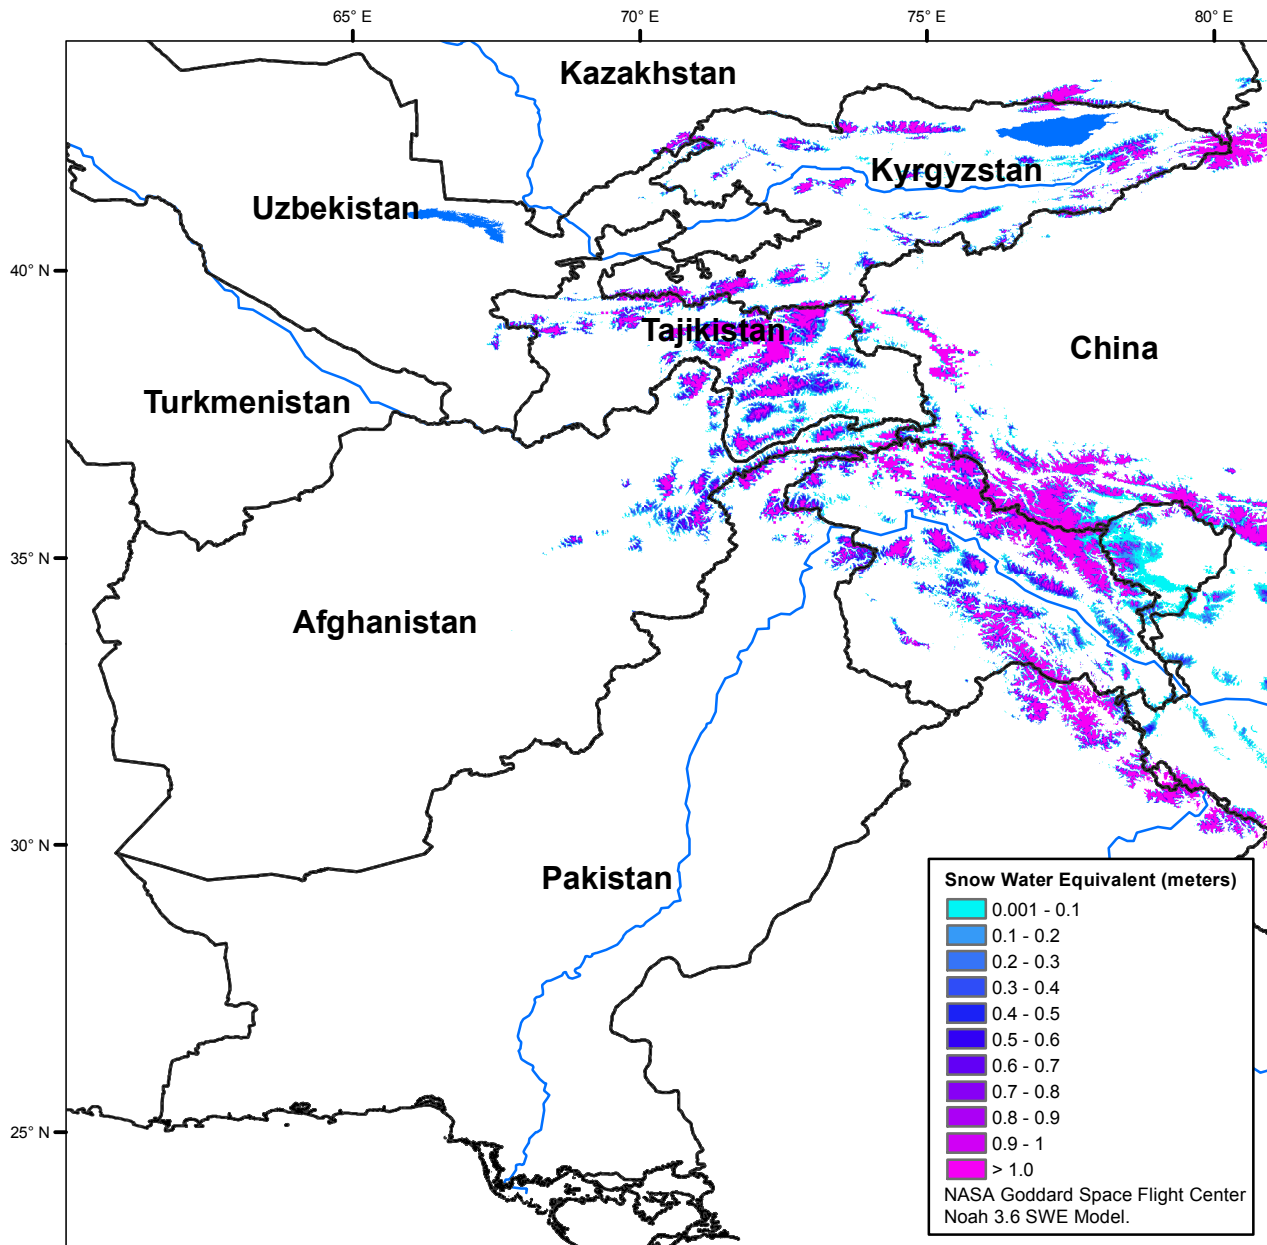 65° E
70° E
75° E
80° E
Kazakhstan
Kyrgyzstan
Uzbekistan
40° N
Tajikistan
China
Turkmenistan
35° N
Afghanistan
30° N
Pakistan
25° N
Snow Water Equivalent (meters)
0.001 - 0.1
0.1 - 0.2
0.2 - 0.3
0.3 - 0.4
0.4 - 0.5
0.5 - 0.6
0.6 - 0.7
0.7 - 0.8
0.8 - 0.9
0.9 - 1
> 1.0
NASA Goddard Space Flight Center
Noah 3.6 SWE Model.